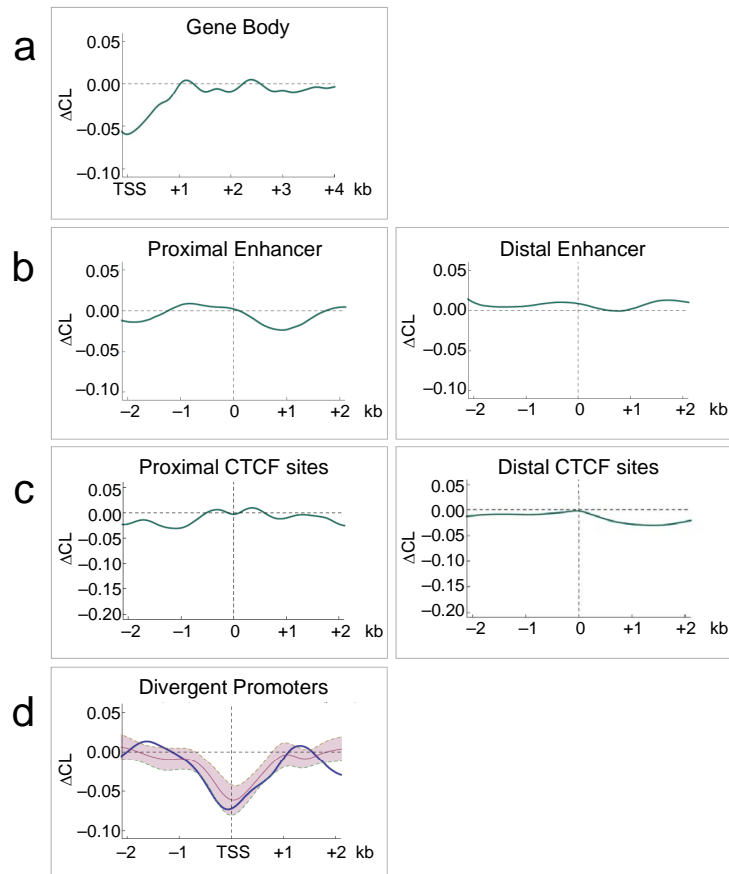 a
Gene Body
0.05
0.00
−0.05
−0.10
ΔCL
TSS +1 +2 +3 +4 kb
b
Proximal Enhancer
0.05
0.00
−0.05
−0.10
ΔCL
−2 −1 0 +1 +2 kb
Distal Enhancer
0.05
0.00
−0.05
−0.10
ΔCL
−2 −1 0 +1 +2 kb
c
Proximal CTCF sites
0.05
0.00
−0.05
−0.10
−0.15
−0.20
ΔCL
−2 −1 0 +1 +2 kb
Distal CTCF sites
0.05
0.00
−0.05
−0.10
−0.15
−0.20
ΔCL
−2 −1 0 +1 +2 kb
d
Divergent Promoters
0.05
0.00
−0.05
−0.10
ΔCL
−2 −1 TSS +1 +2 kb